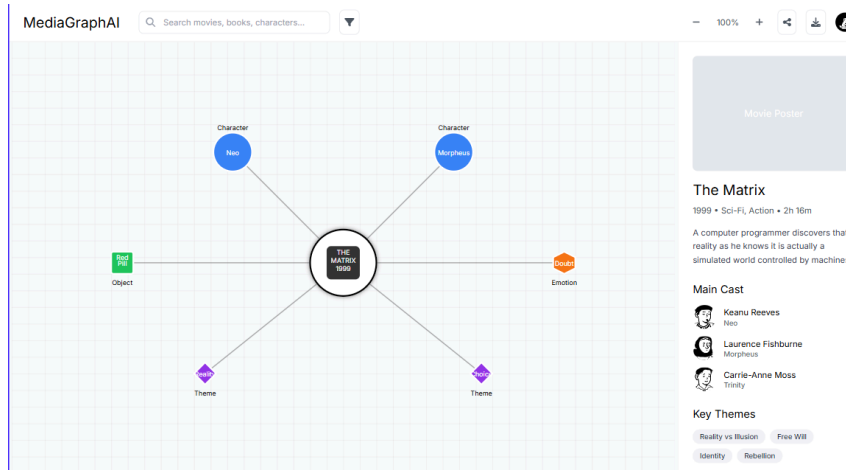 MediaGraphAI
Search movies, books, characters...
100%
Character
Neo
Character
Morpheus
Red
Pill
Object
THE
MATRIX
1999
Doubt
Emotion
Theme
Theme
Movie Poster
The Matrix
1999 • Sci-Fi, Action • 2h 16m
A computer programmer discovers that
reality as he knows it is actually a
simulated world controlled by machine
Main Cast
Keanu Reeves
Neo
Laurence Fishburne
Morpheus
Carrie-Anne Moss
Trinity
Key Themes
Reality vs Illusion
Free Will
Identity
Rebellion